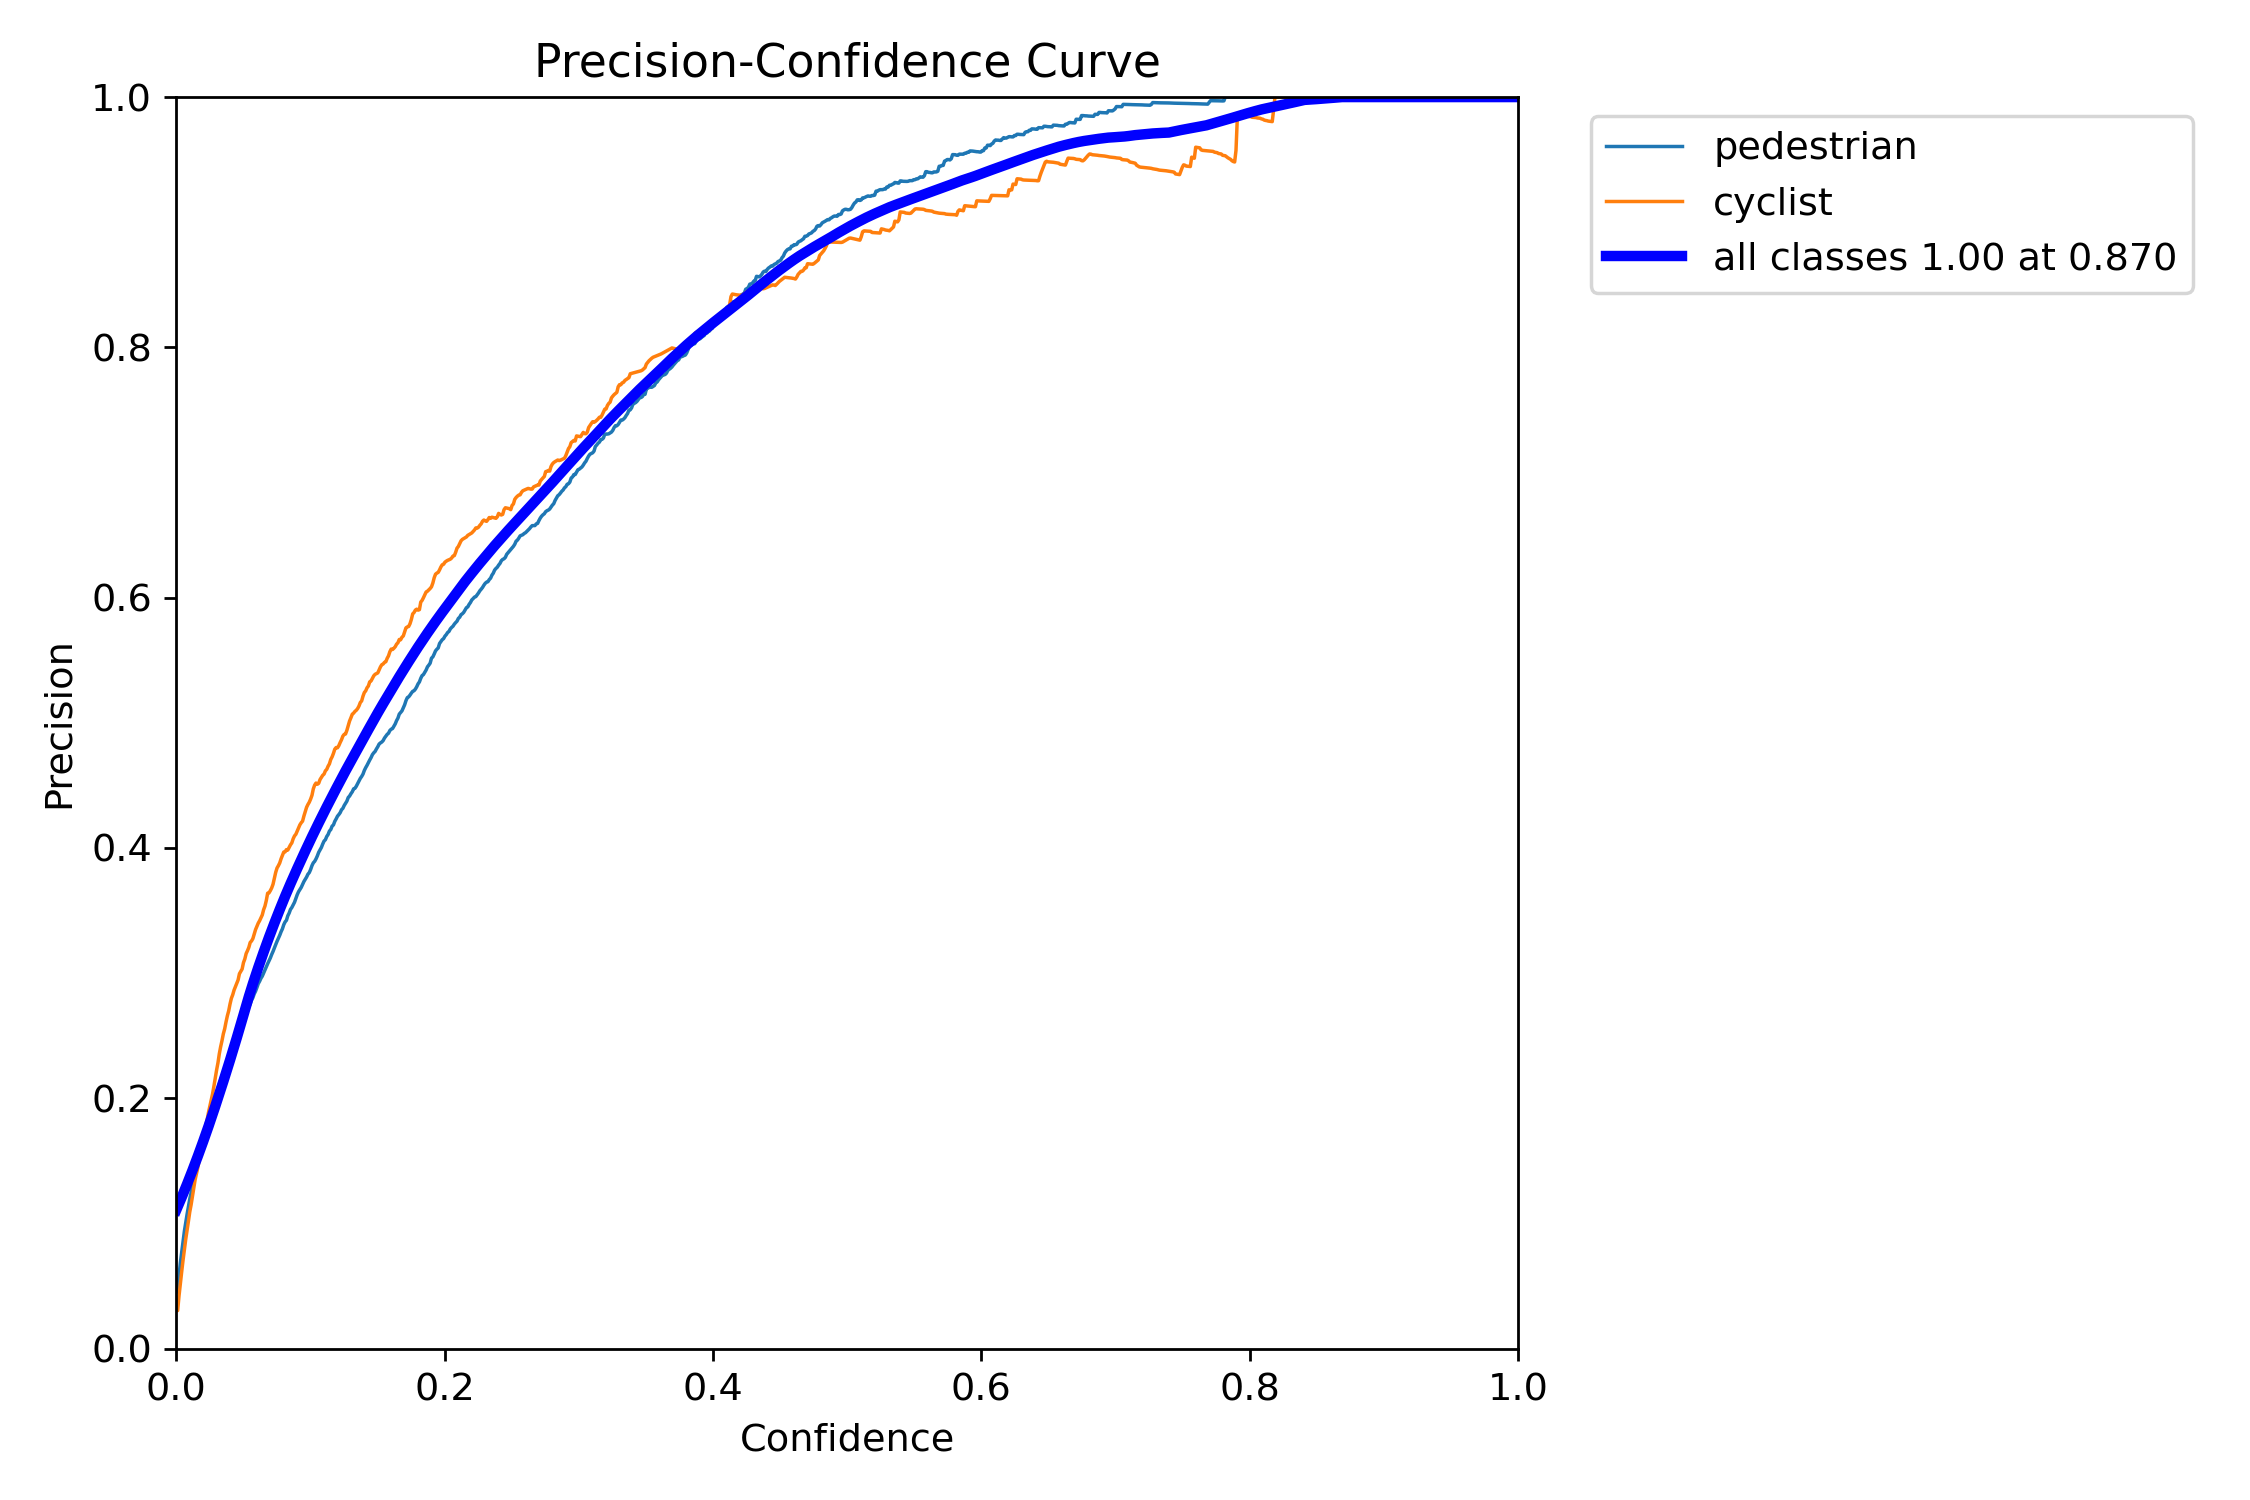 Precision-Confidence Curve
1.0
0.8
0.6
0.4
0.2
0.0
Precision
0.0 0.2 0.4 0.6 0.8 1.0
Confidence
pedestrian
cyclist
all classes 1.00 at 0.870